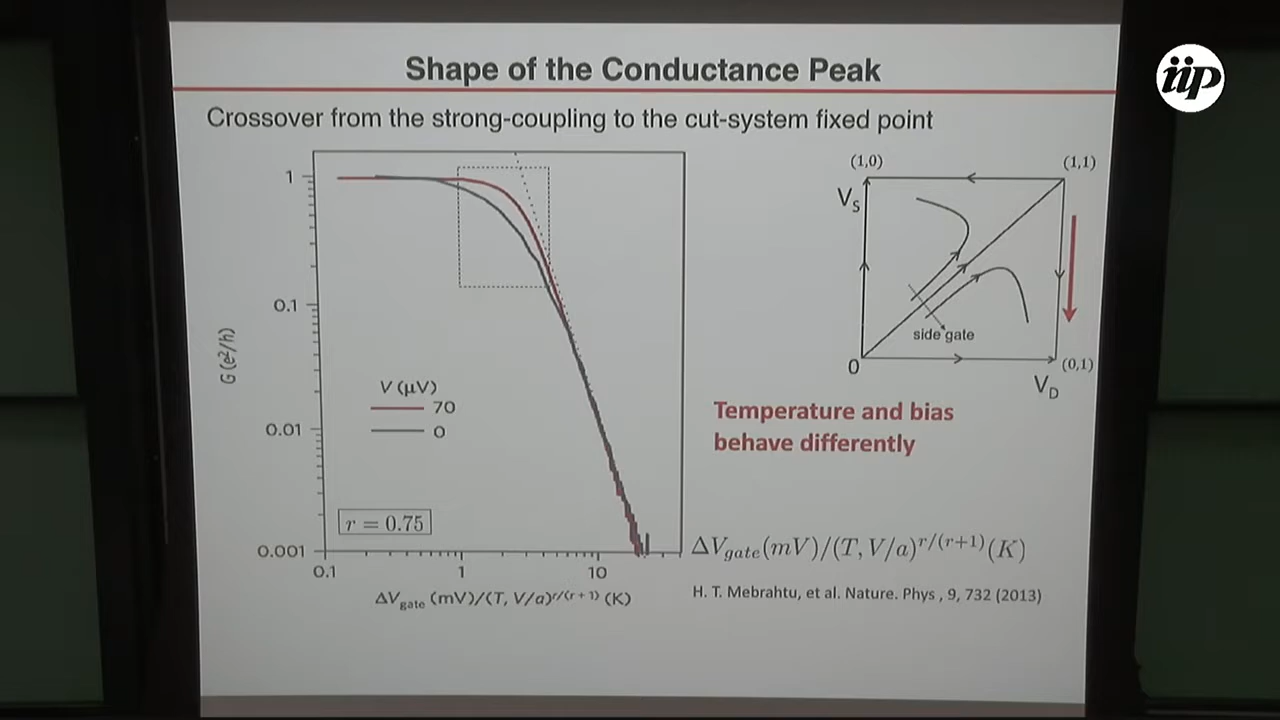 iip
Shape of the Conductance Peak
Crossover from the strong-coupling to the cut-system fixed point
1
0.1
0.01
0.001
G (e²/h)
V (μV)
70
0
r = 0.75
0.1
1
10
ΔV_gate (mV)/(T, V/a)^r/(r + 1) (K)
(1,0)
(1,1)
V_S
side gate
0
(0,1)
V_D
Temperature and bias
behave differently
ΔV_gate(mV)/(T, V/a)^r/(r+1)(K)
H. T. Mebrahtu, et al. Nature. Phys , 9, 732 (2013)